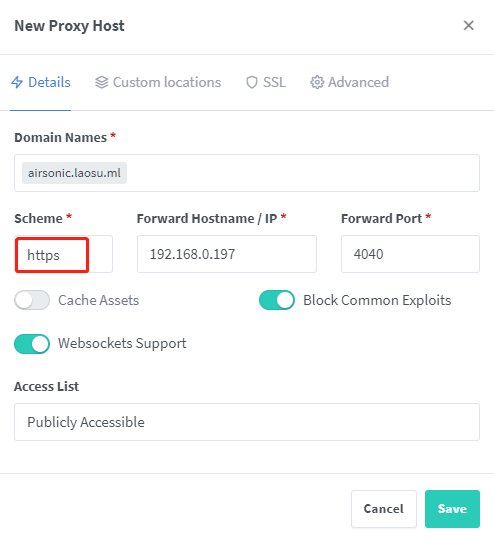 New Proxy Host
Details Custom locations SSL Advanced
Domain Names *
airsonic.laosu.ml
Scheme * Forward Hostname / IP * Forward Port *
https 192.168.0.197 4040
Cache Assets Block Common Exploits
Websockets Support
Access List
Publicly Accessible
Cancel Save